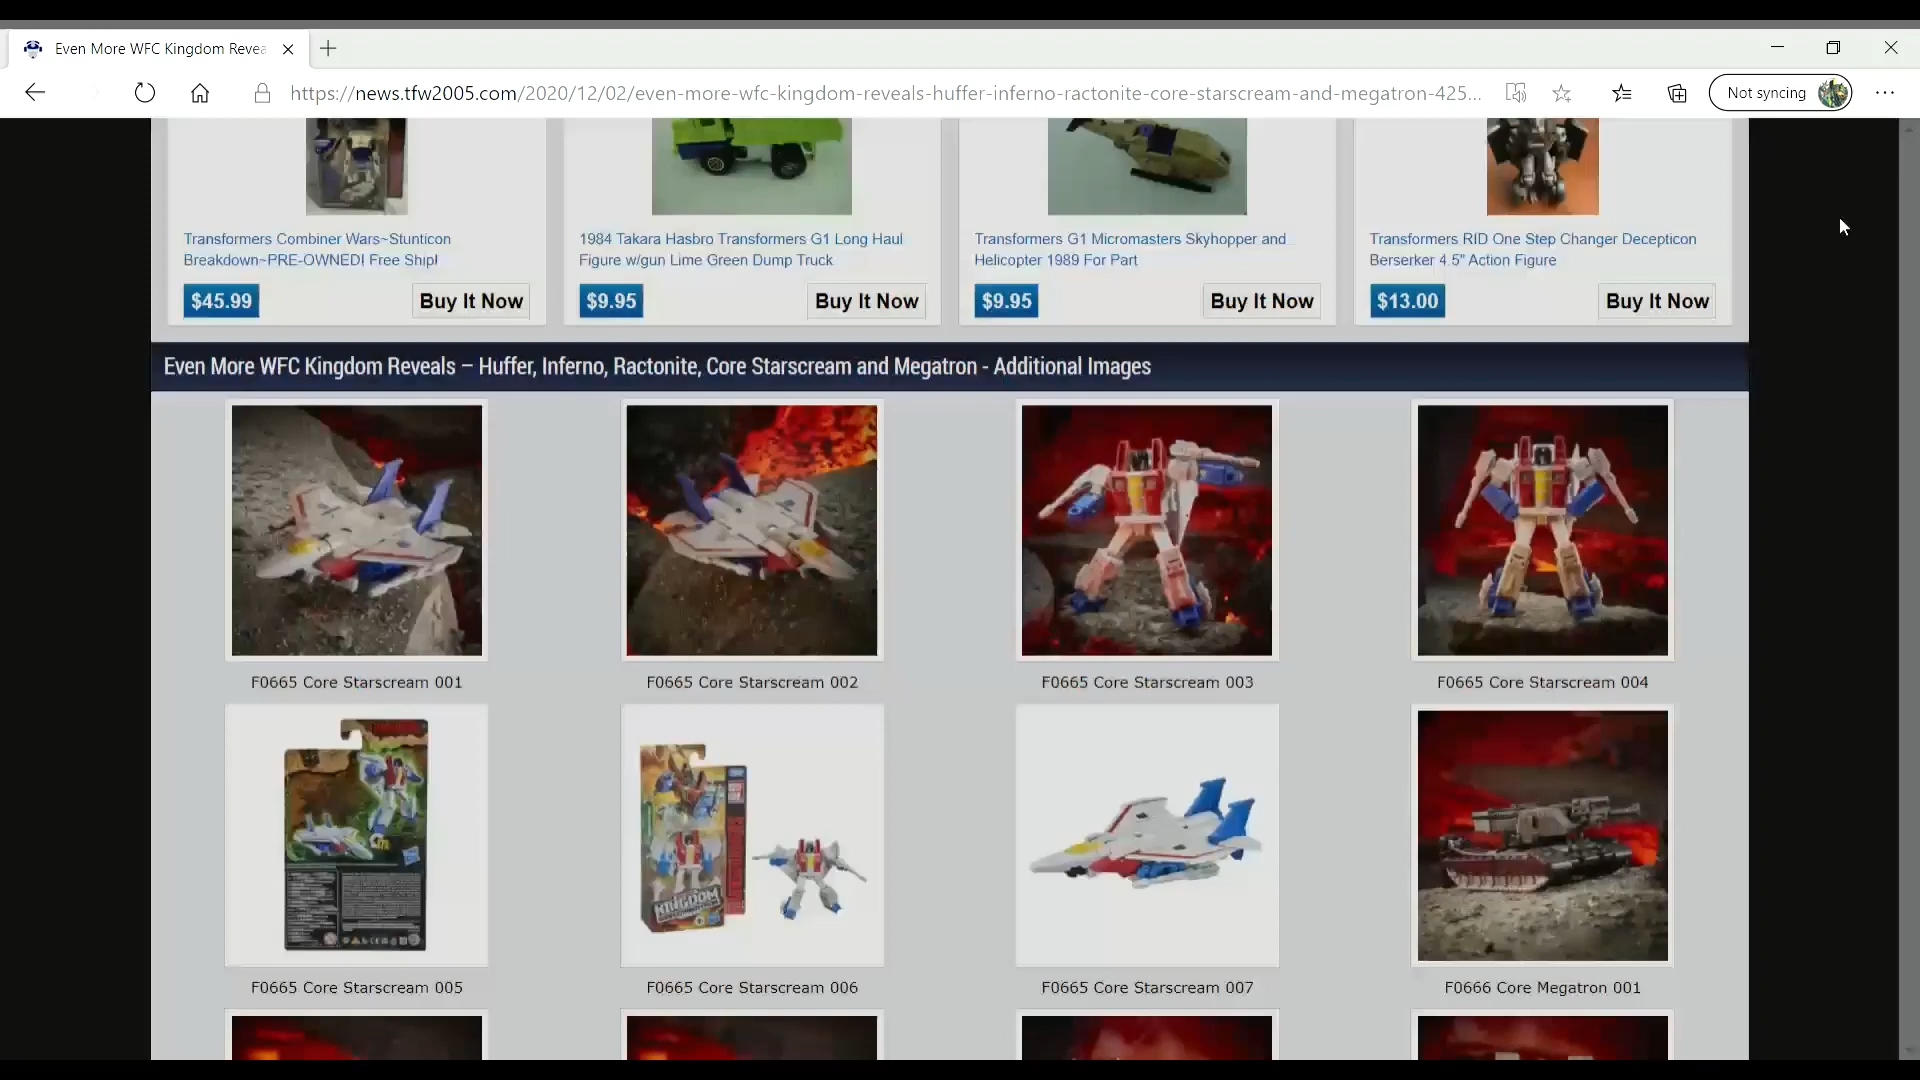 Even More WFC Kingdom Revea
https://news.tfw2005.com/2020/12/02/even-more-wfc-kingdom-reveals-huffer-inferno-ractonite-core-starscream-and-megatron-425...
Not syncing
Transformers Combiner Wars~Stunticon
Breakdown~PRE-OWNED! Free Ship!
$45.99
Buy It Now
1984 Takara Hasbro Transformers G1 Long Haul
Figure w/gun Lime Green Dump Truck
$9.95
Buy It Now
Transformers G1 Micromasters Skyhopper and
Helicopter 1989 For Part
$9.95
Buy It Now
Transformers RID One Step Changer Decepticon
Berserker 4.5" Action Figure
$13.00
Buy It Now
Even More WFC Kingdom Reveals – Huffer, Inferno, Ractonite, Core Starscream and Megatron - Additional Images
F0665 Core Starscream 001
F0665 Core Starscream 002
F0665 Core Starscream 003
F0665 Core Starscream 004
KINGDOM
F0665 Core Starscream 005
F0665 Core Starscream 006
F0665 Core Starscream 007
F0666 Core Megatron 001